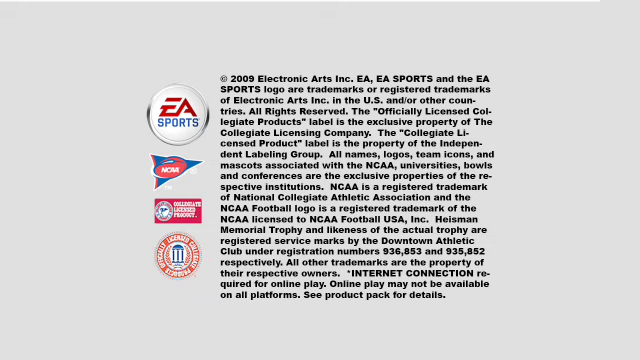 © 2009 Electronic Arts Inc. EA, EA SPORTS and the EA
SPORTS logo are trademarks or registered trademarks
of Electronic Arts Inc. in the U.S. and/or other coun-
tries. All Rights Reserved. The "Officially Licensed Col-
legiate Products" label is the exclusive property of The
Collegiate Licensing Company.  The "Collegiate Li-
censed Product" label is the property of the Indepen-
dent Labeling Group.  All names, logos, team icons, and
mascots associated with the NCAA, universities, bowls
and conferences are the exclusive properties of the re-
spective institutions.  NCAA is a registered trademark
of National Collegiate Athletic Association and the
NCAA Football logo is a registered trademark of the
NCAA licensed to NCAA Football USA, Inc.  Heisman
Memorial Trophy and likeness of the actual trophy are
registered service marks by the Downtown Athletic
Club under registration numbers 936,853 and 935,852
respectively. All other trademarks are the property of
their respective owners.  *INTERNET CONNECTION re-
quired for online play. Online play may not be available
on all platforms. See product pack for details.
EA
SPORTS
NCAA
COLLEGIATE
LICENSED
PRODUCT
OFFICIALLY LICENSED COLLEGIATE PRODUCTS